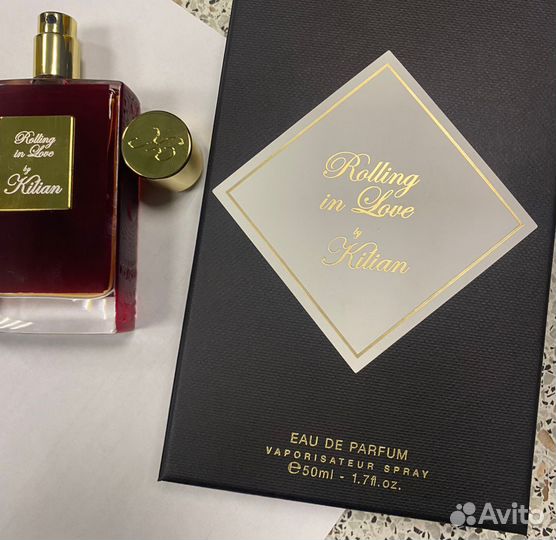 Rolling
in Love
by
Kilian
Rolling
in Love
by
Kilian
EAU DE PARFUM
VAPORISATEUR SPRAY
℮50ml - 1.7fl.oz.
Avito